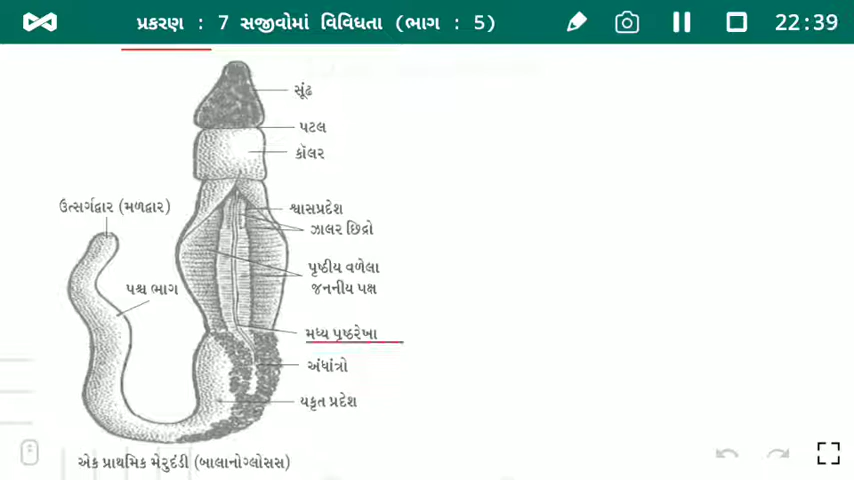 પ્રકરણ : 7 સજીવોમાં વિવિધતા (ભાગ : 5)
22:39
સૂંઢ
પટલ
કૉલર
ઉત્સર્ગદ્વાર (મળદ્વાર)
શ્વાસપ્રદેશ
ઝાલર છિદ્રો
પૃષ્ઠીય વળેલા
જનનીય પક્ષ
પશ્ચ ભાગ
મધ્ય પૃષ્ઠરેખા
અંધાંત્રો
યકૃત પ્રદેશ
એક પ્રાથમિક મેરુદંડી (બાલાનોગ્લોસસ)